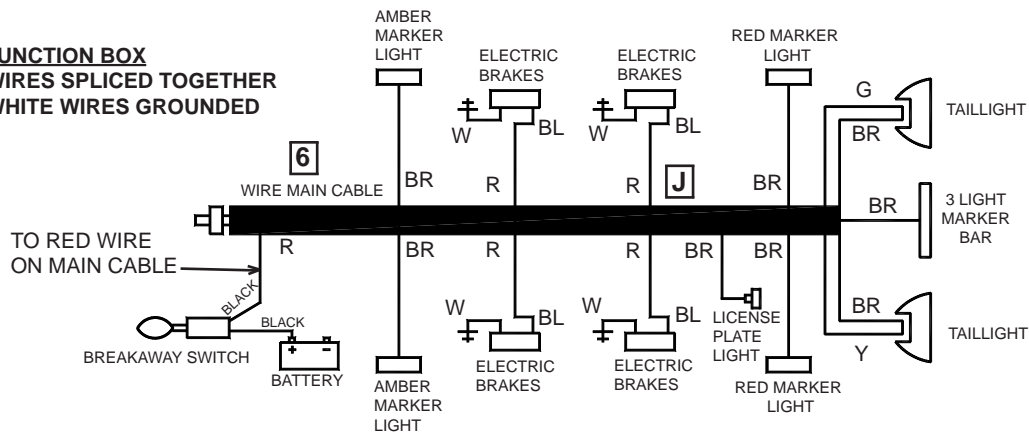 UNCTION BOX
WIRES SPLICED TOGETHER
WHITE WIRES GROUNDED
AMBER
MARKER
LIGHT
ELECTRIC
BRAKES
ELECTRIC
BRAKES
RED MARKER
LIGHT
W
BL
W
BL
G
BR
TAILLIGHT
6
WIRE MAIN CABLE
BR
R
R
J
BR
BR
3 LIGHT
MARKER
BAR
TO RED WIRE
ON MAIN CABLE
R
BR
R
R
BR
BR
BLACK
BLACK
BREAKAWAY SWITCH
+ -
BATTERY
W
BL
W
BL
LICENSE
PLATE
LIGHT
BR
Y
TAILLIGHT
AMBER
MARKER
LIGHT
ELECTRIC
BRAKES
ELECTRIC
BRAKES
RED MARKER
LIGHT